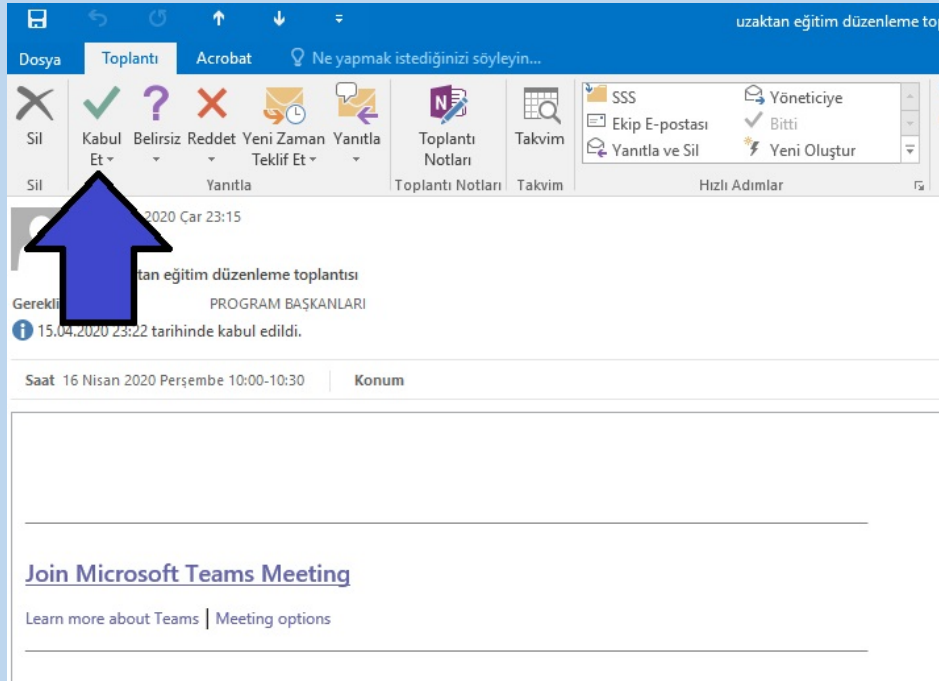 uzaktan eğitim düzenleme
Dosya Toplantı Acrobat Ne yapmak istediğinizi söyleyin...
Sil
Kabul Et
Belirsiz
Reddet
Yeni Zaman Teklif Et
Yanıtla
Toplantı Notları
Takvim
SSS
Ekip E-postası
Yanıtla ve Sil
Yöneticiye
Bitti
Yeni Oluştur
Sil Yanıtla Toplantı Notları Takvim Hızlı Adımlar
2020 Çar 23:15
eğitim düzenleme toplantısı
PROGRAM BAŞKANLARI
15.04.2020 23:22 tarihinde kabul edildi.
Saat 16 Nisan 2020 Perşembe 10:00-10:30 Konum
Join Microsoft Teams Meeting
Learn more about Teams | Meeting options